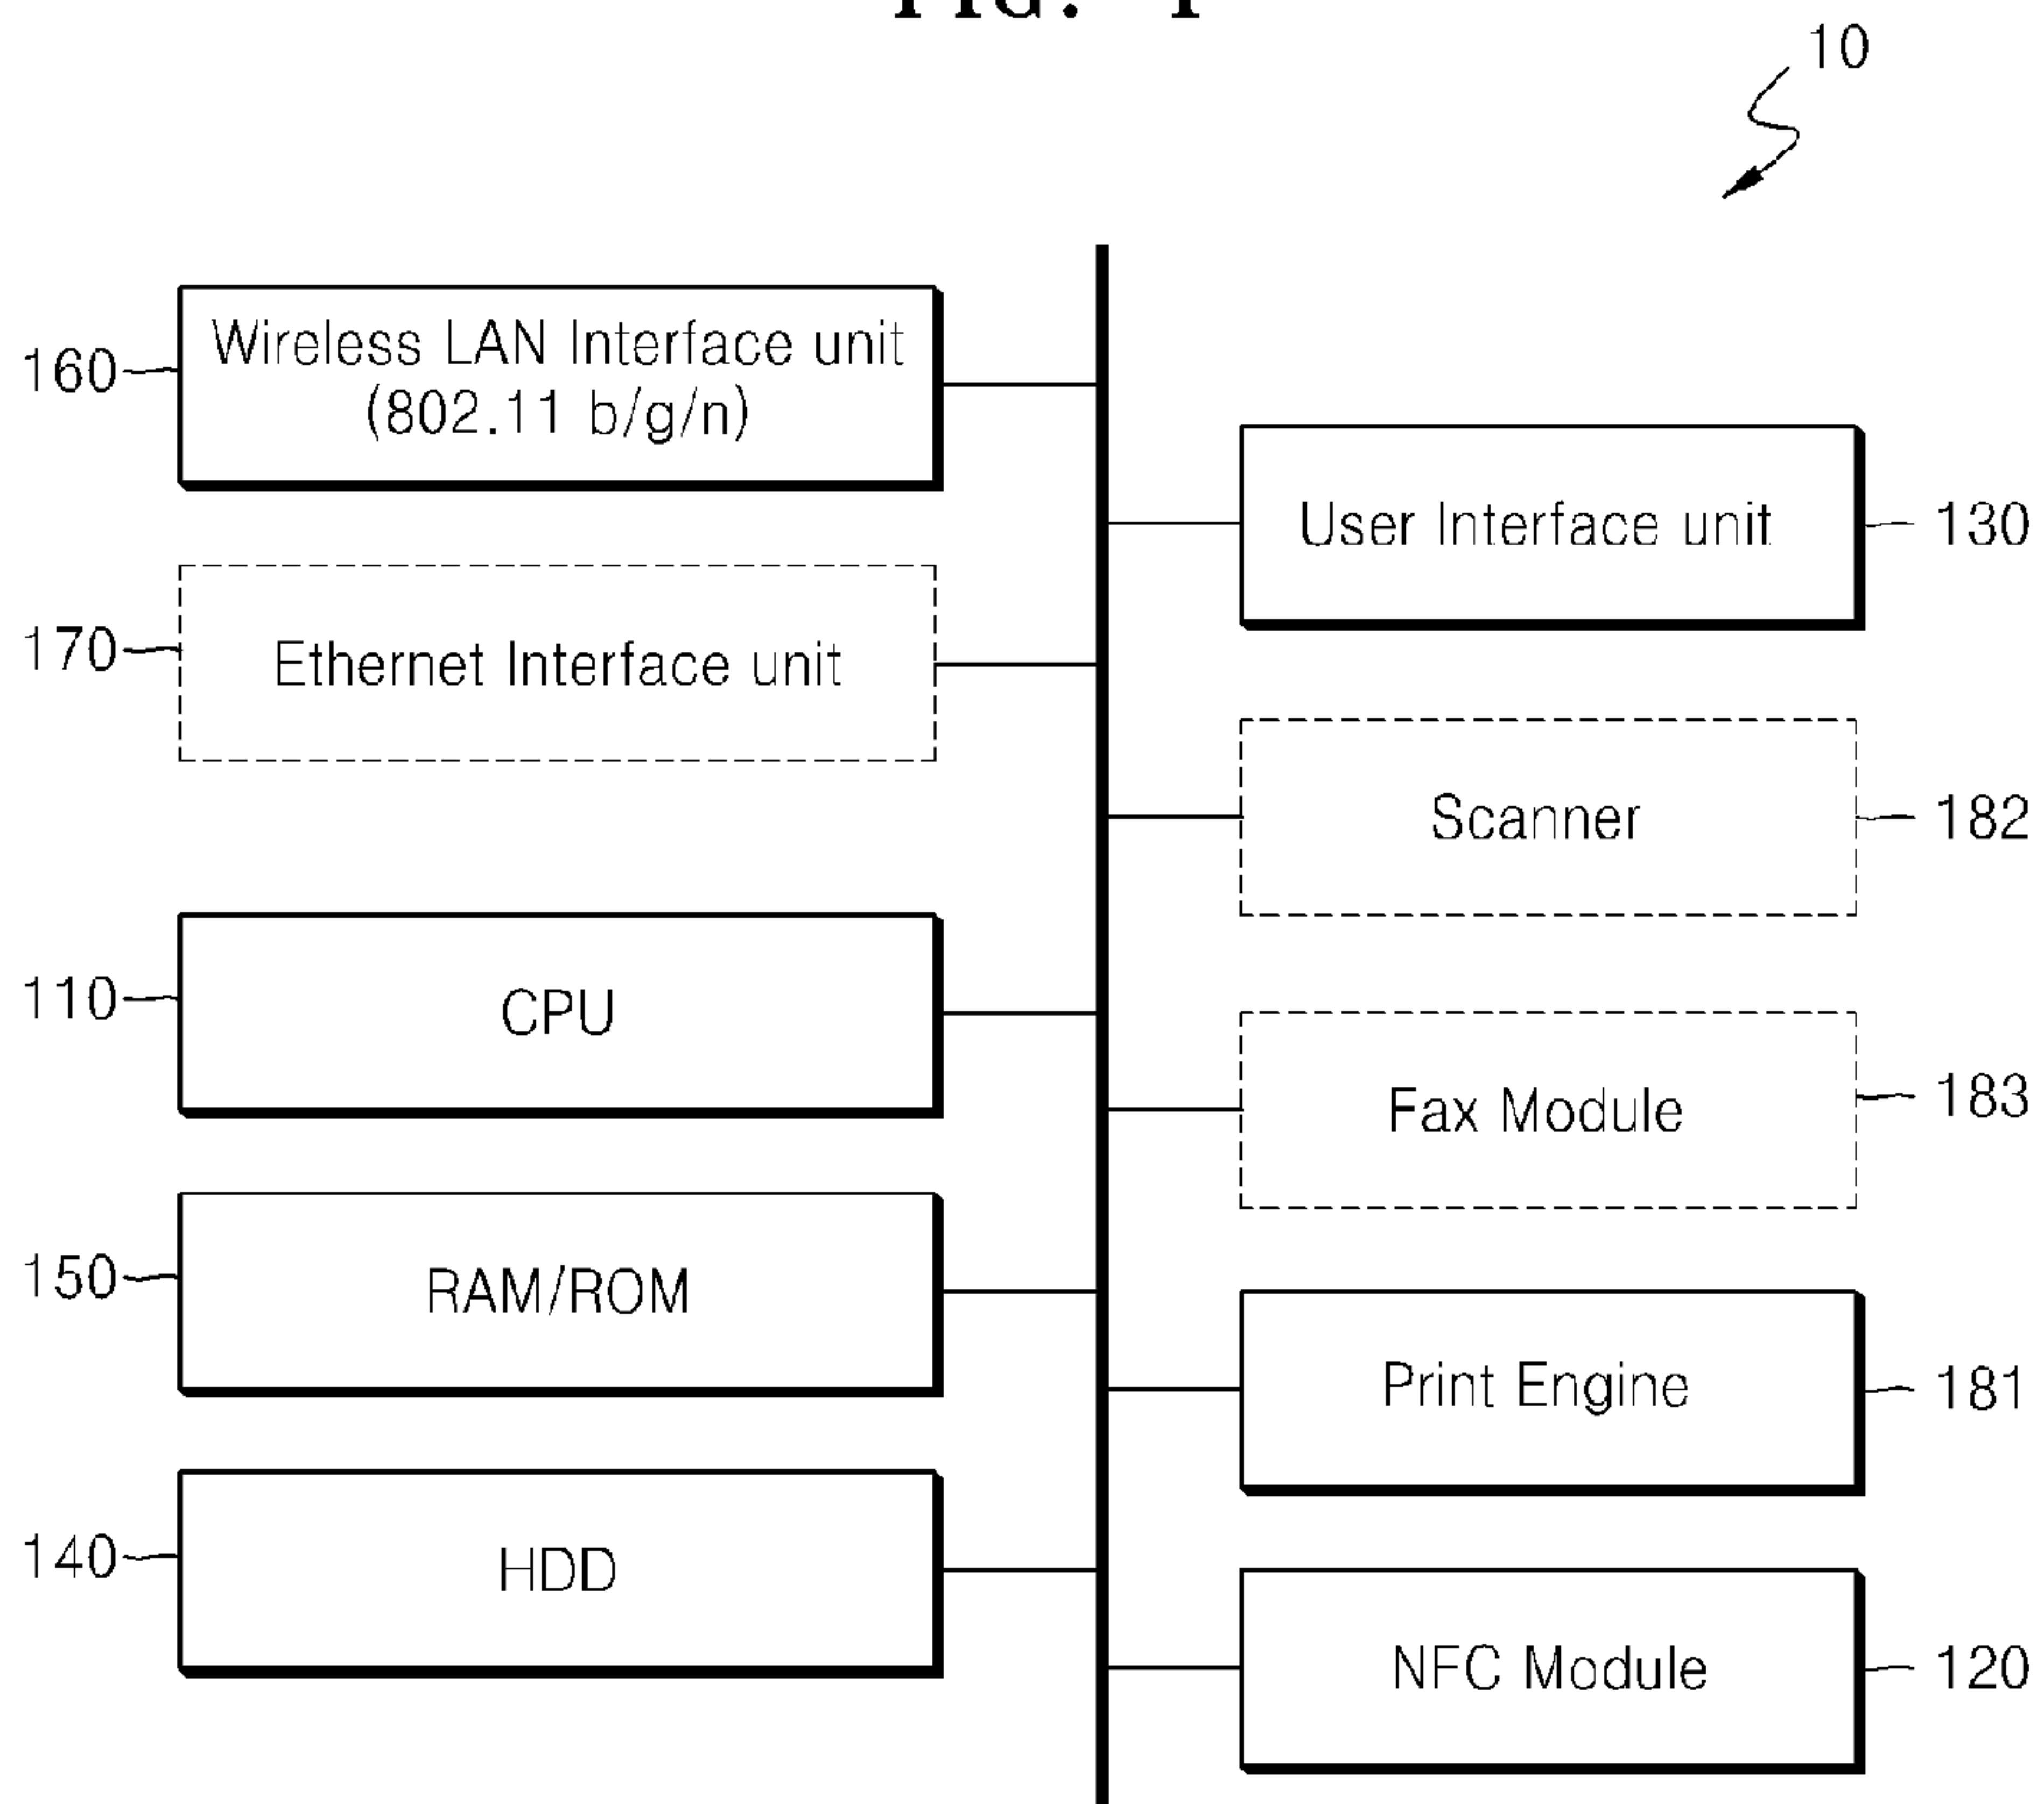 10
160
Wireless LAN Interface unit
(802.11 b/g/n)
170
Ethernet Interface unit
110
CPU
150
RAM/ROM
140
HDD
User Interface unit
130
Scanner
182
Fax Module
183
Print Engine
181
NFC Module
120